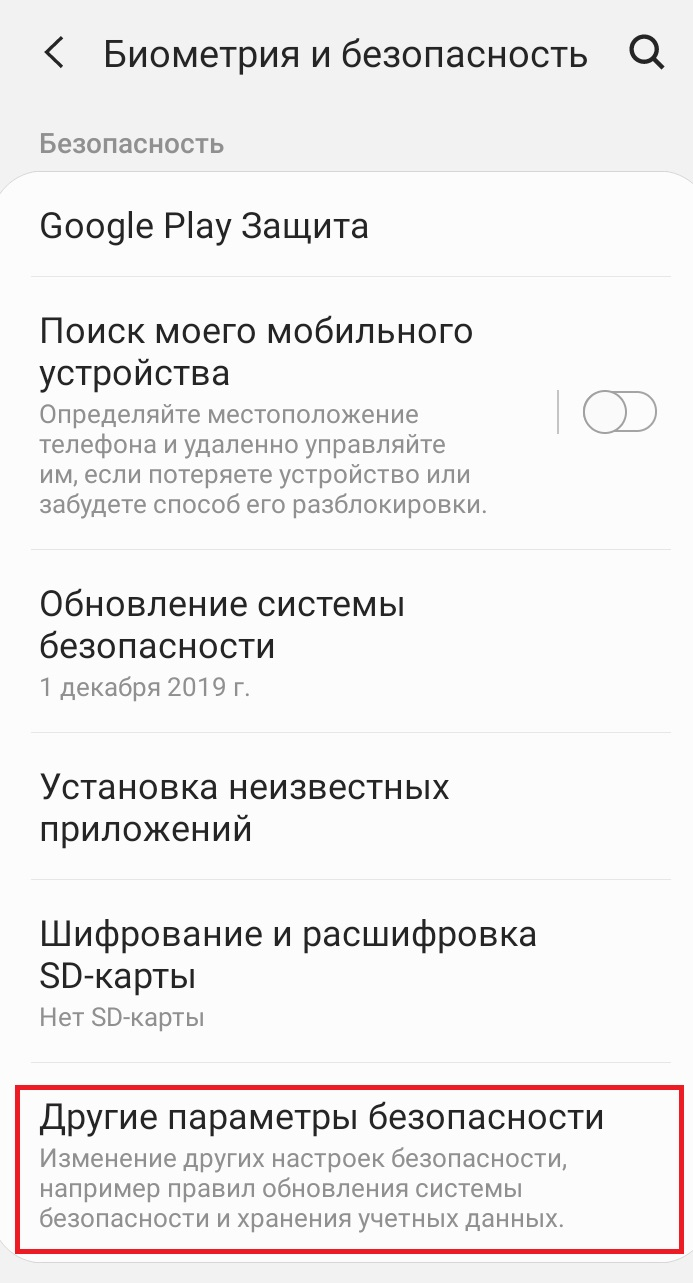 Биометрия и безопасность
Безопасность
Google Play Защита
Поиск моего мобильного
устройства
Определяйте местоположение
телефона и удаленно управляйте
им, если потеряете устройство или
забудете способ его разблокировки.
Обновление системы
безопасности
1 декабря 2019 г.
Установка неизвестных
приложений
Шифрование и расшифровка
SD-карты
Нет SD-карты
Другие параметры безопасности
Изменение других настроек безопасности,
например правил обновления системы
безопасности и хранения учетных данных.